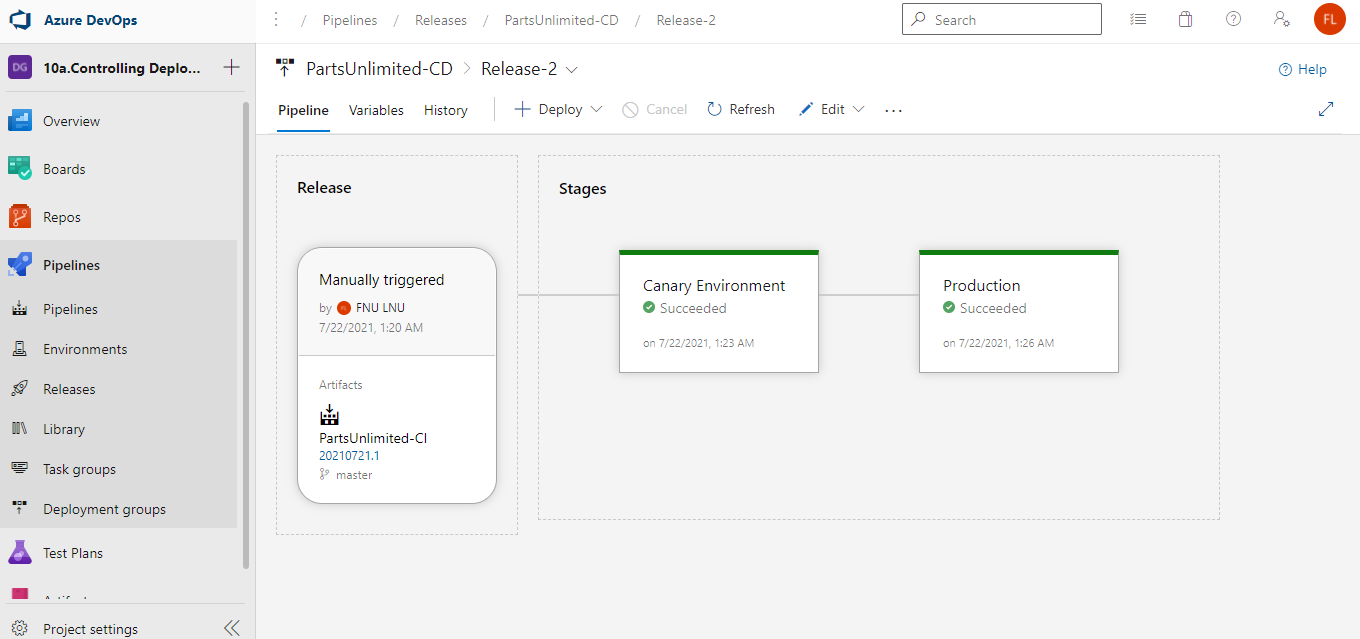 Azure DevOps
/ Pipelines / Releases / PartsUnlimited-CD / Release-2
Search
FL
DG 10a.Controlling Deplo...
PartsUnlimited-CD > Release-2
Help
Pipeline Variables History Deploy Cancel Refresh Edit ...
Overview
Boards
Repos
Pipelines
Pipelines
Environments
Releases
Library
Task groups
Deployment groups
Test Plans
Project settings
Release
Manually triggered
by FNU LNU
7/22/2021, 1:20 AM
Artifacts
PartsUnlimited-CI
20210721.1
master
Stages
Canary Environment
Succeeded
on 7/22/2021, 1:23 AM
Production
Succeeded
on 7/22/2021, 1:26 AM